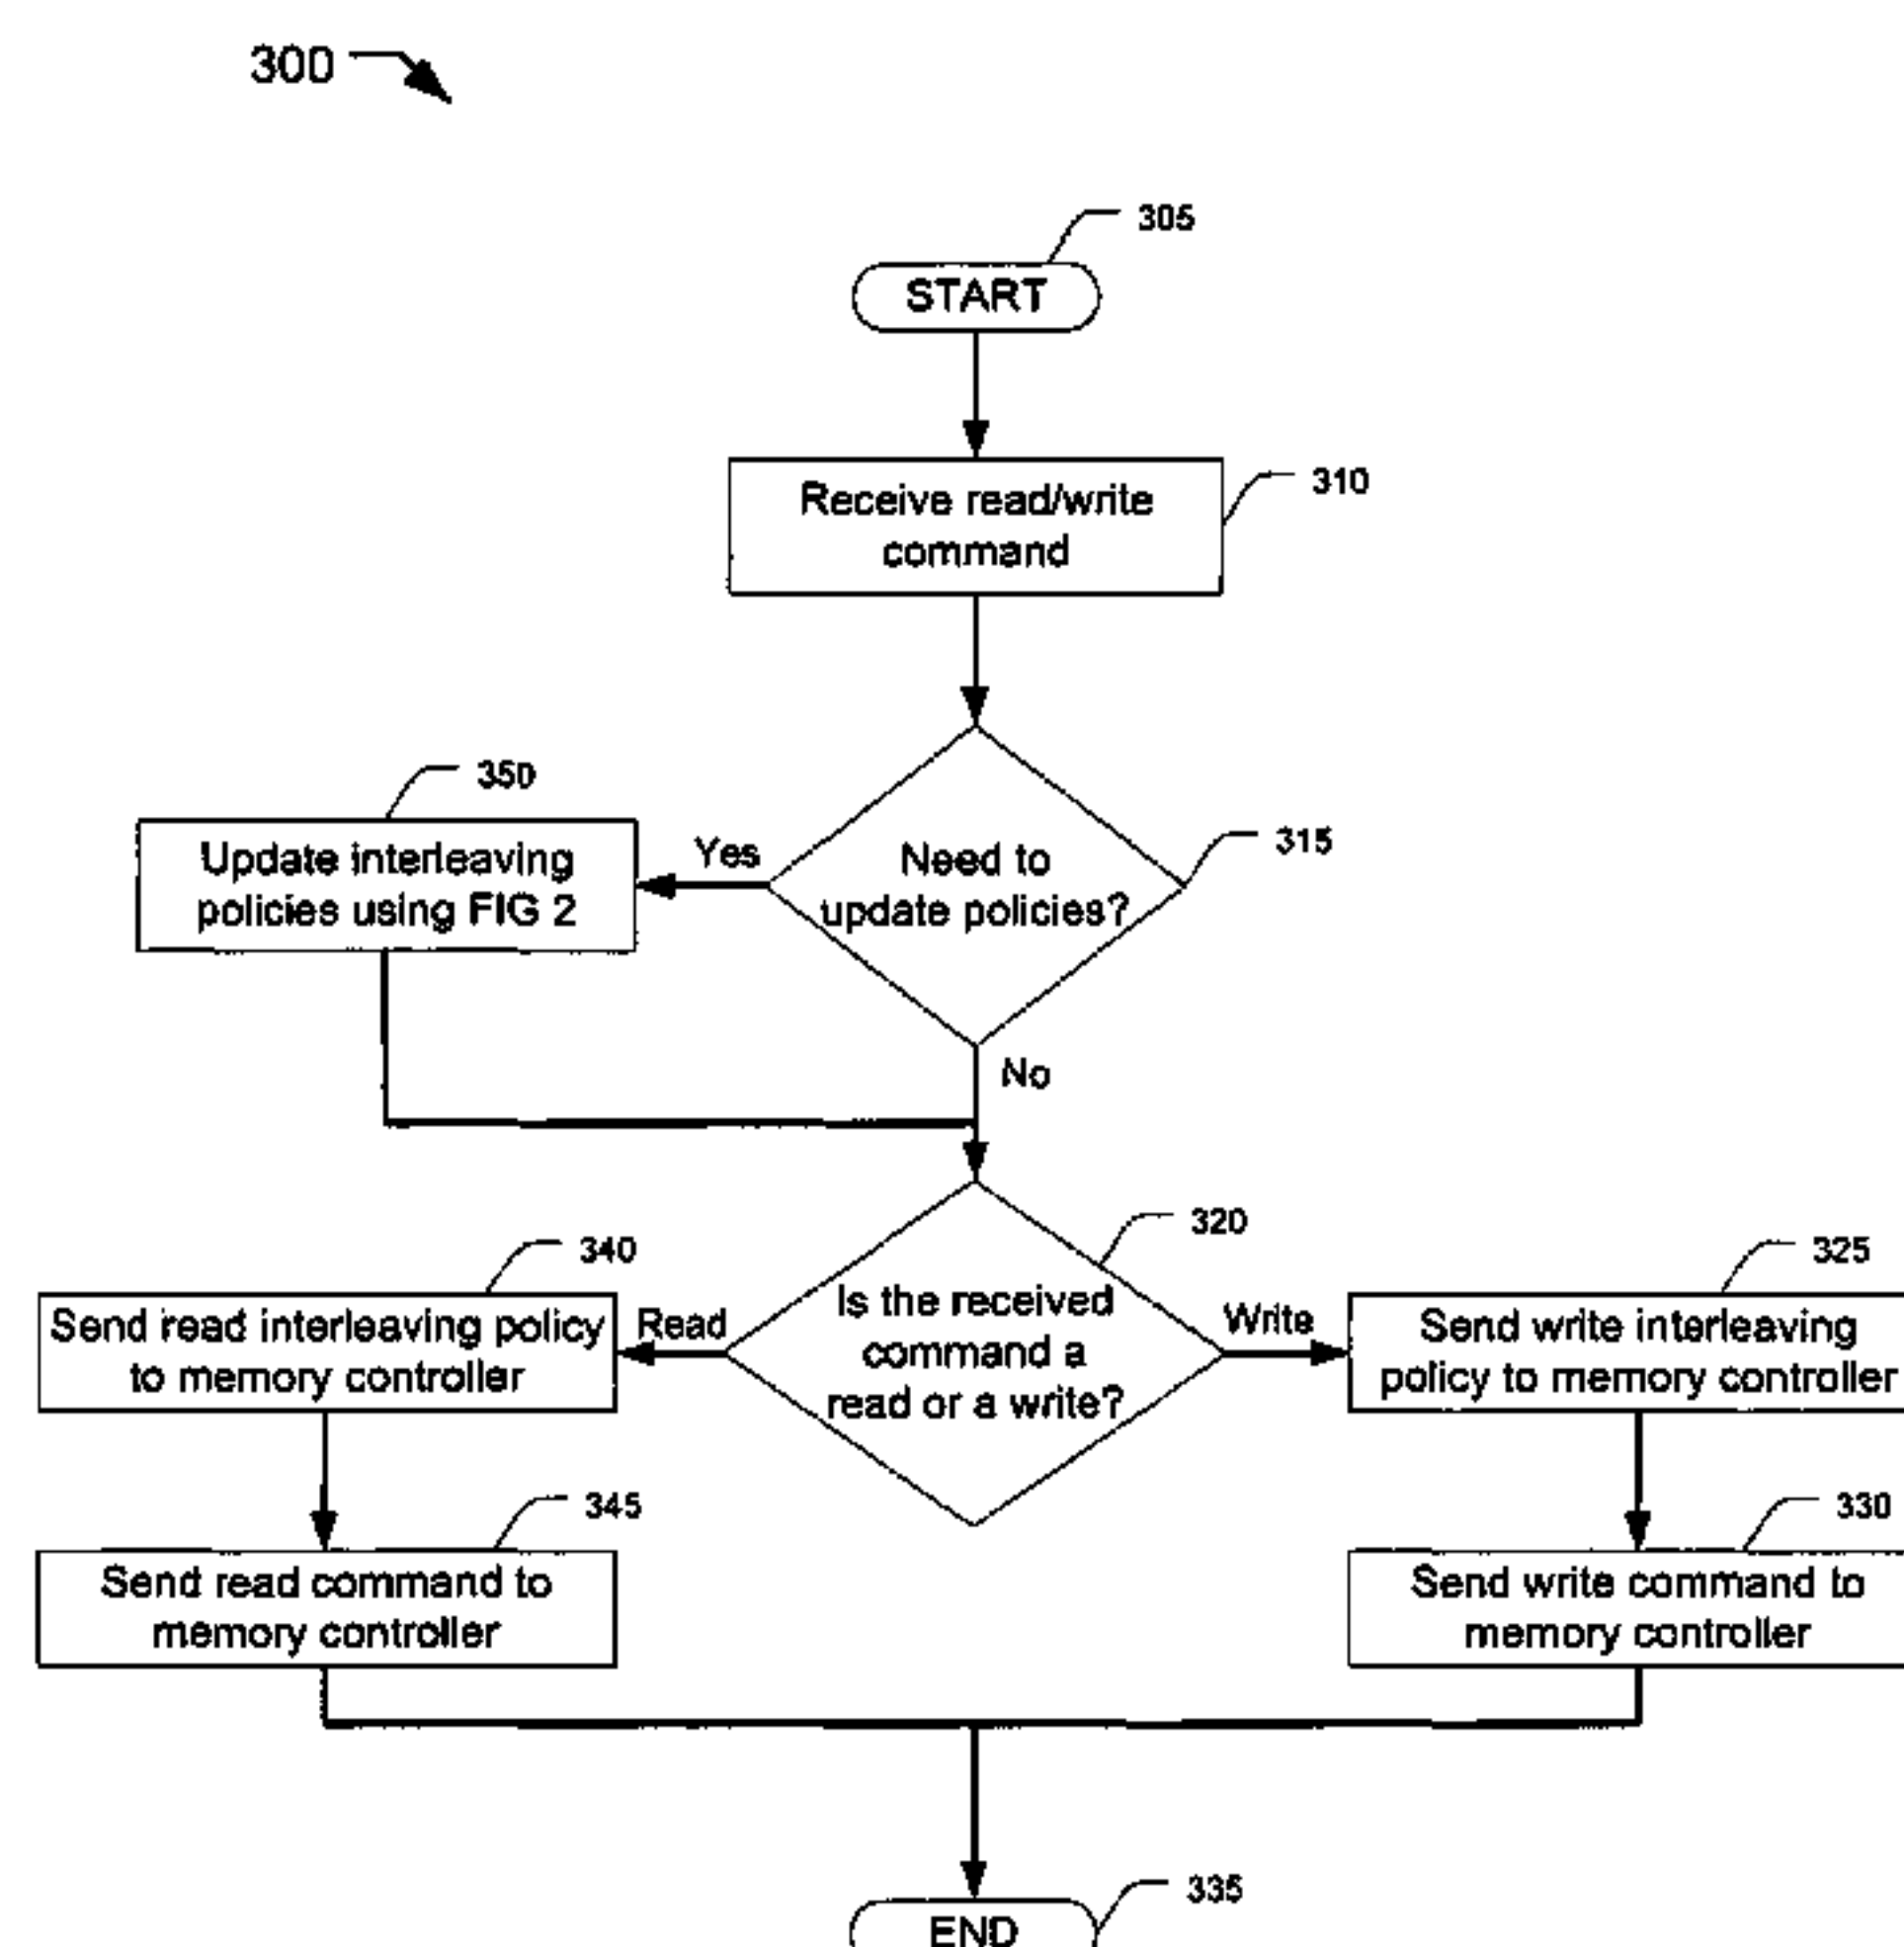 300
305
START
310
Receive read/write
command
350
315
Update interleaving
policies using FIG 2
Yes
Need to
update policies?
No
320
340
325
Is the received
command a
read or a write?
Send read interleaving policy
to memory controller
Read
Write
Send write interleaving
policy to memory controller
345
330
Send read command to
memory controller
Send write command to
memory controller
335
END